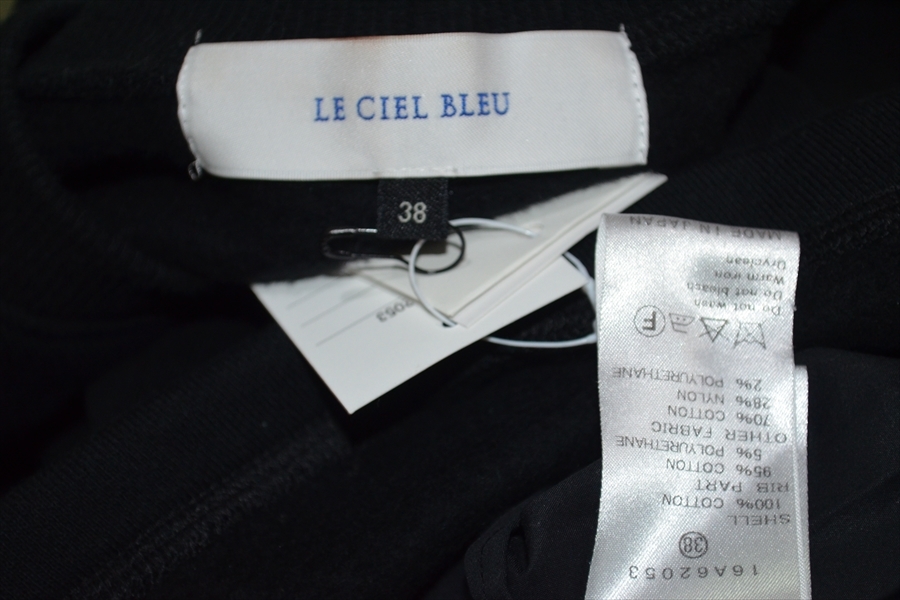 LE CIEL BLEU
38
2053
16A62053
38
SHELL
100% COTTON
RIB PART
95% COTTON
5% POLYURETHANE
OTHER FABRIC
70% COTTON
28% NYLON
2% POLYURETHANE
F
Do not wash
Do not bleach
Warm iron
Dryclean
MADE IN JAPAN